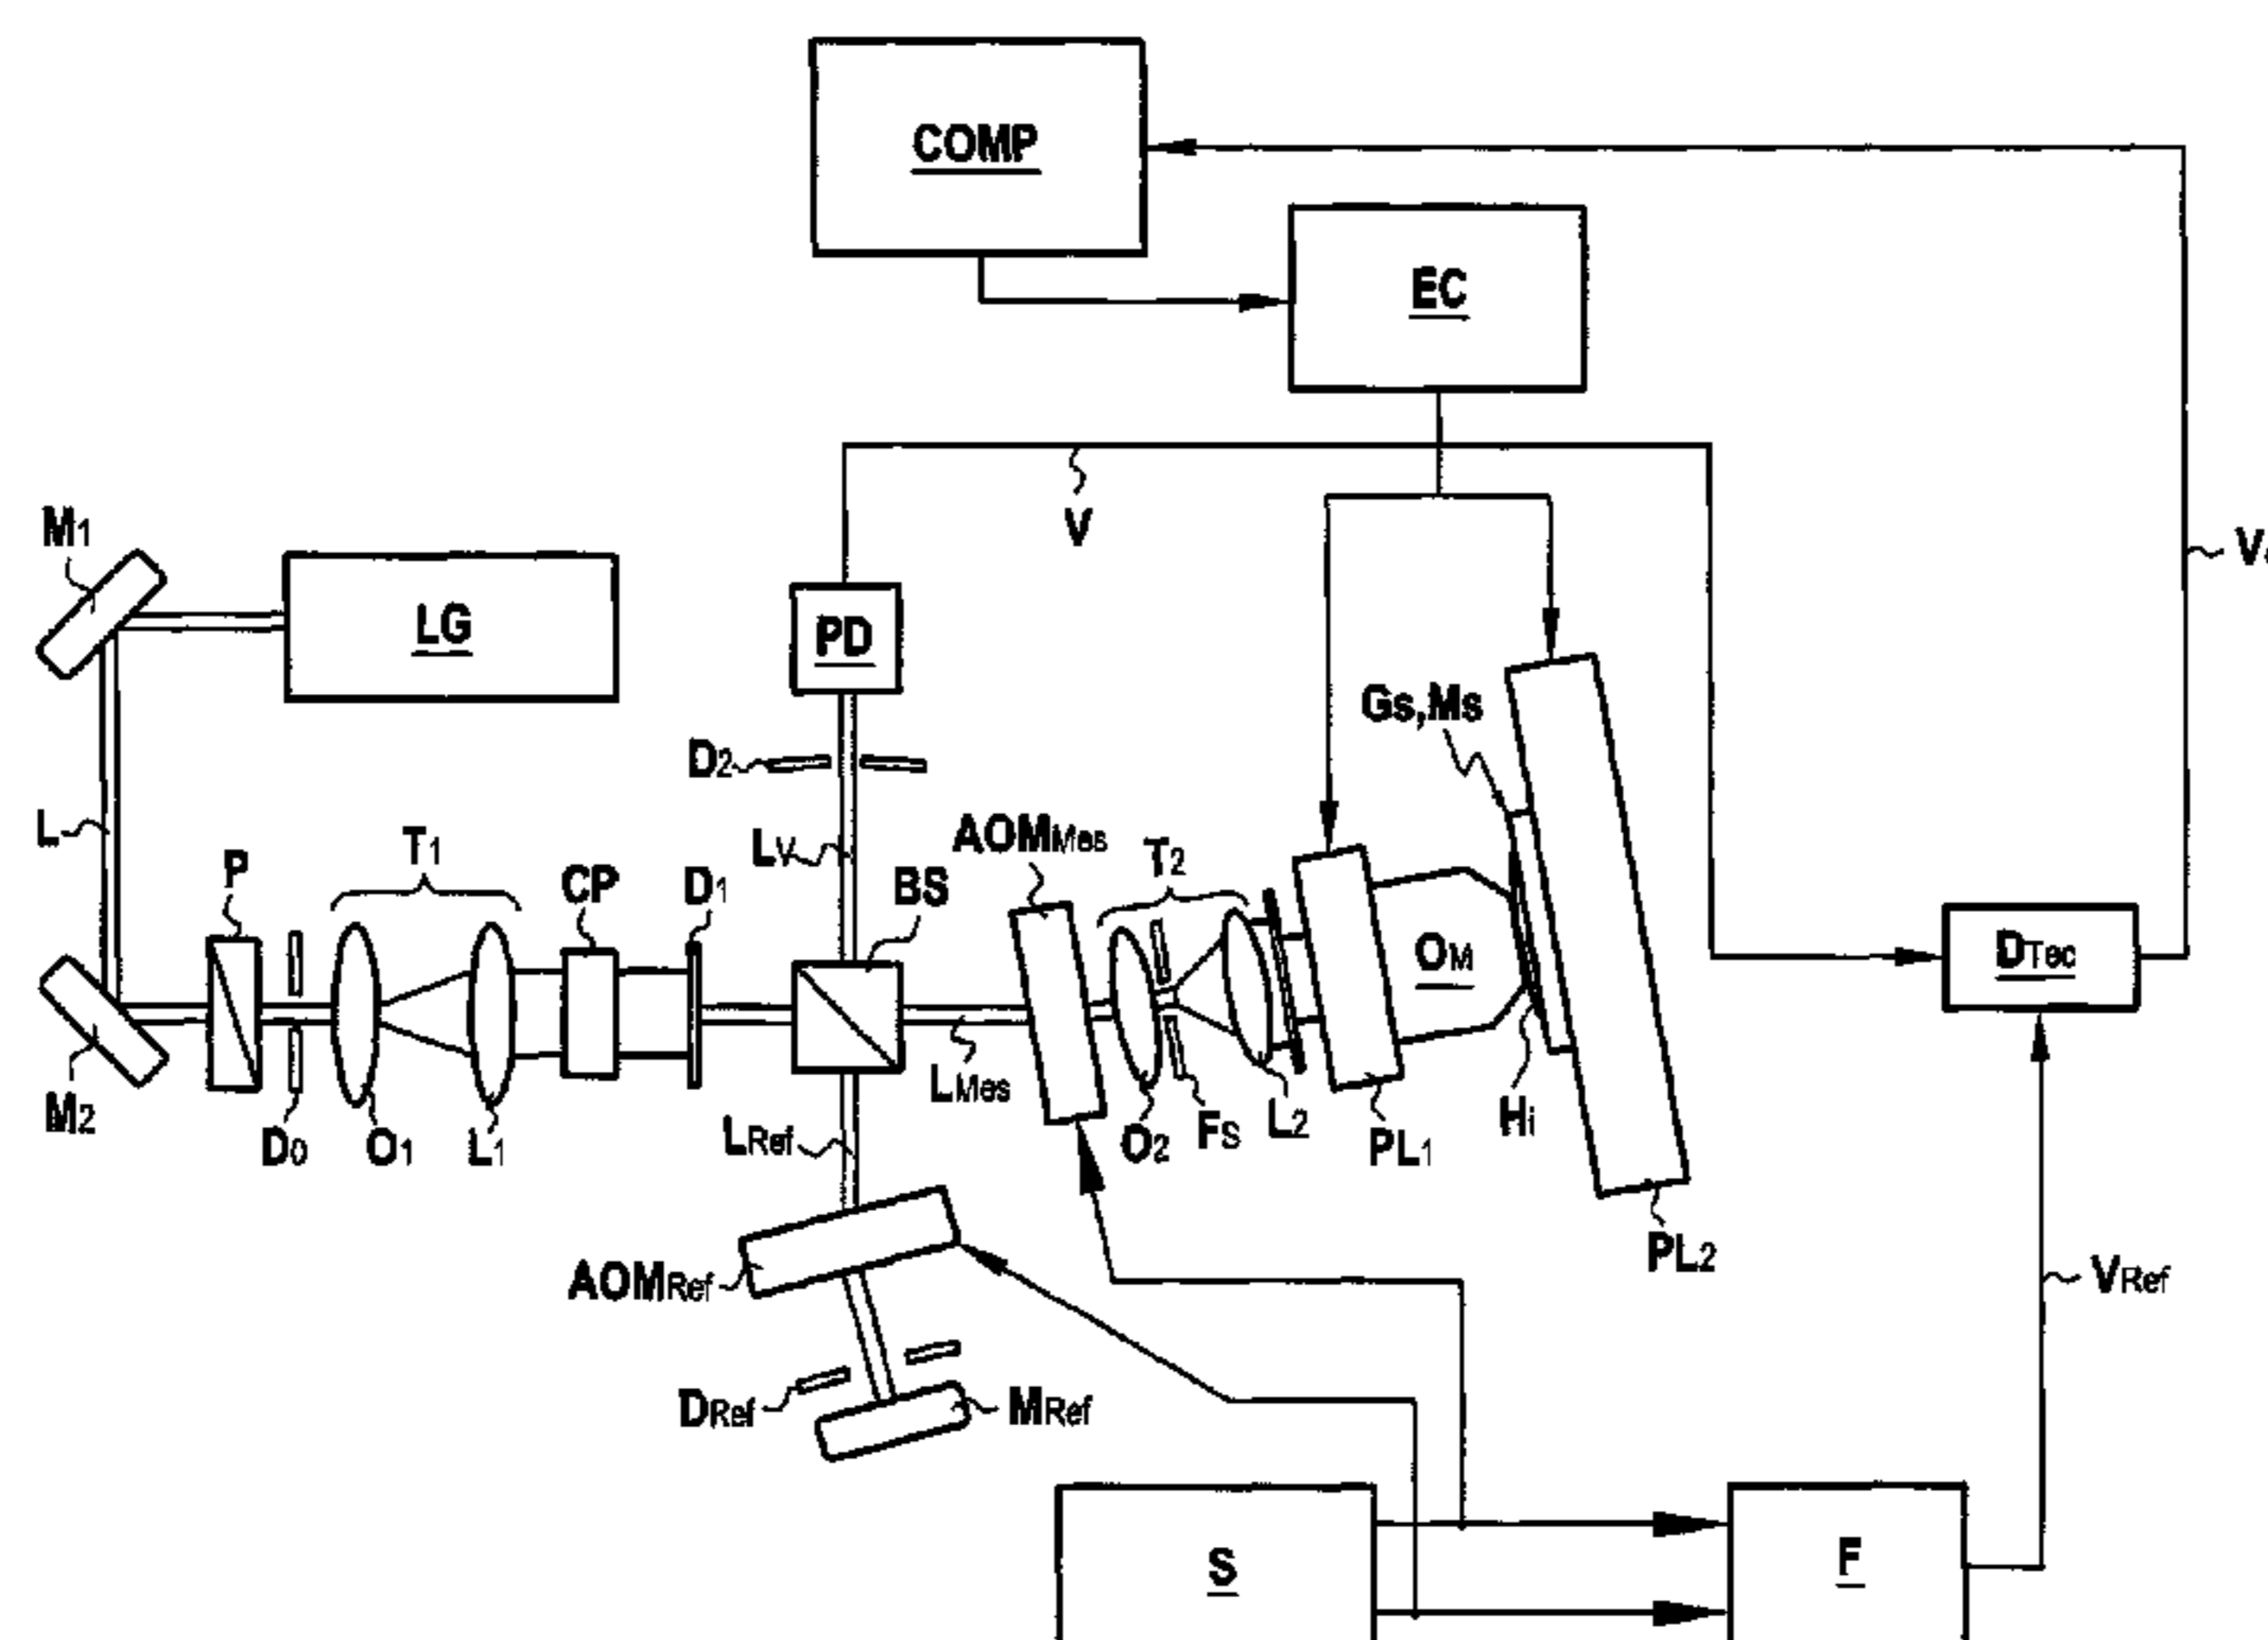 COMP
EC
V
M1
LG
PD
Gs,Ms
D2
L
P
T1
CP
D1
LV
BS
AOMMes
T2
OM
DTec
LMes
M2
D0
O1
L1
LRef
O2
FS
L2
PL1
Hi
PL2
AOMRef
VRef
DRef
MRef
S
F